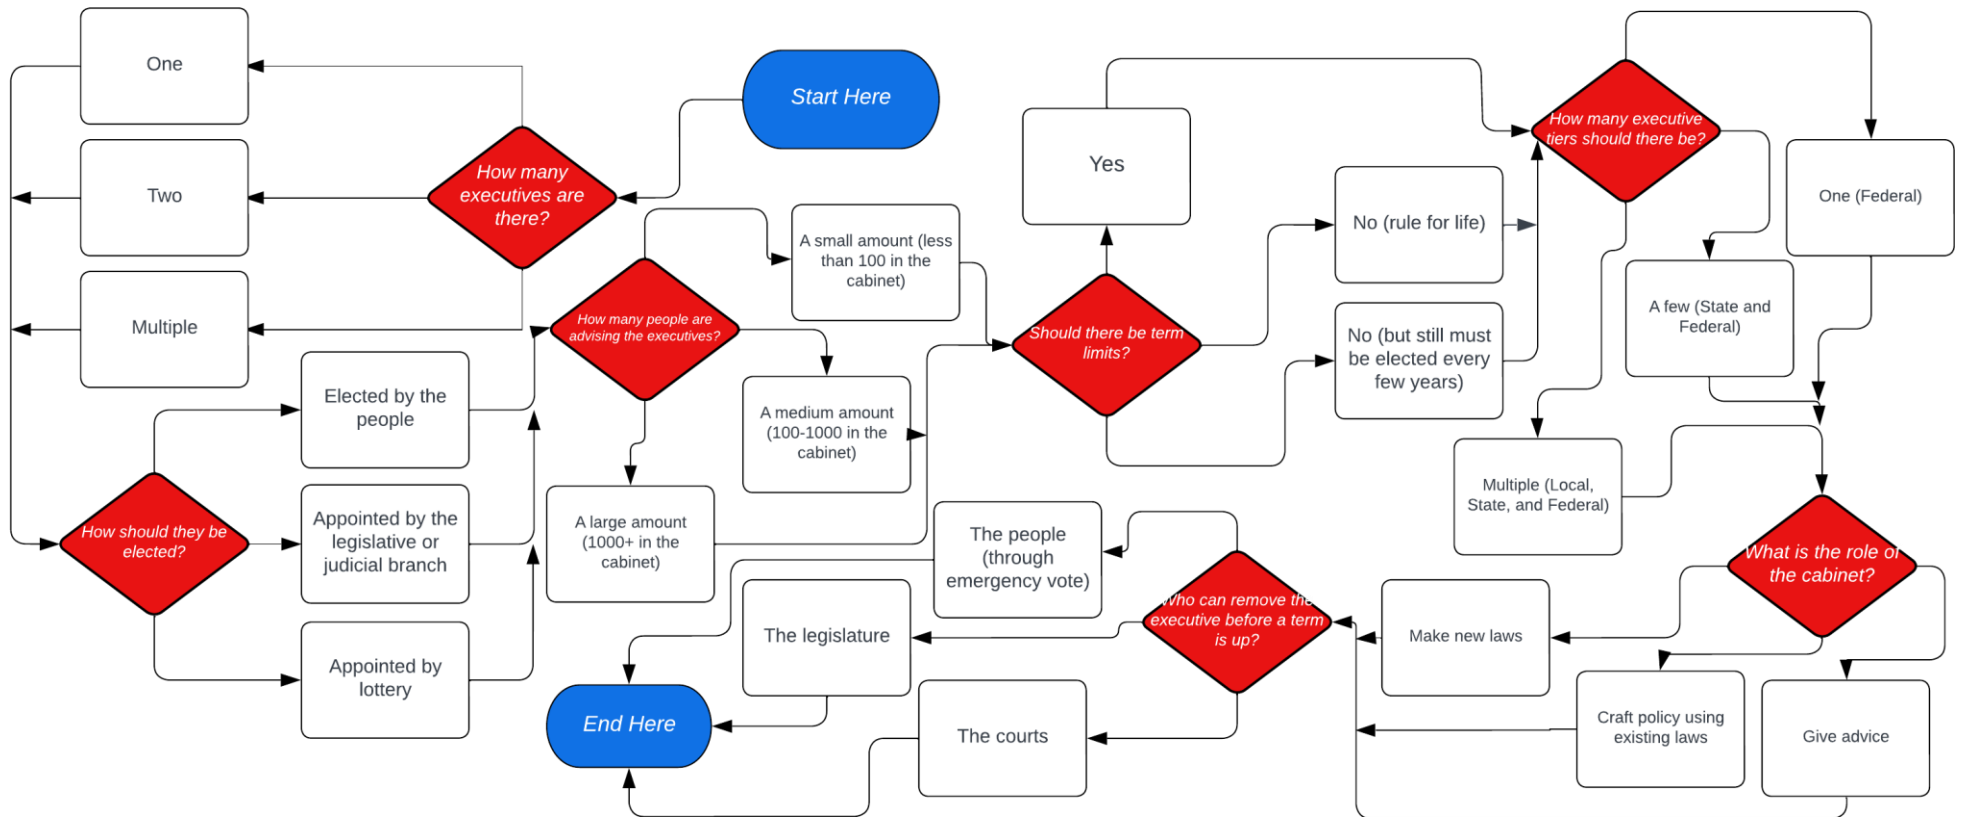 Start Here
How many
executives are
there?
One
Two
Multiple
How should they be
elected?
Elected by the
people
Appointed by the
legislative or
judicial branch
Appointed by
lottery
How many people are
advising the executives?
A small amount (less
than 100 in the
cabinet)
A medium amount
(100-1000 in the
cabinet)
A large amount
(1000+ in the
cabinet)
Should there be term
limits?
Yes
No (rule for life)
No (but still must
be elected every
few years)
How many executive
tiers should there be?
One (Federal)
A few (State and
Federal)
Multiple (Local,
State, and Federal)
What is the role of
the cabinet?
Make new laws
Craft policy using
existing laws
Give advice
Who can remove the
executive before a term
is up?
The people
(through
emergency vote)
The legislature
The courts
End Here